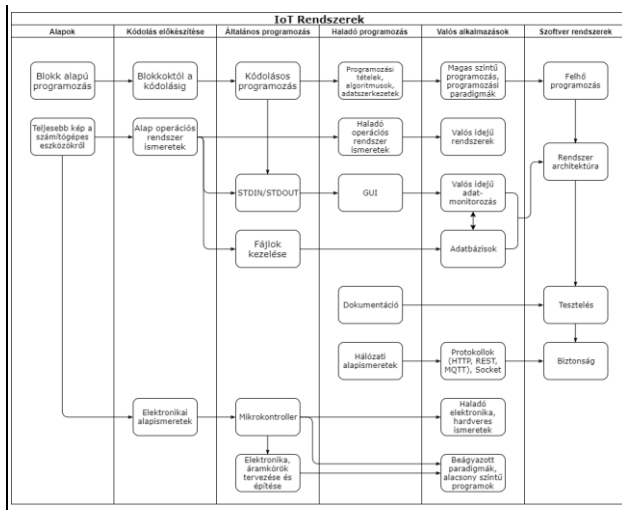 IoT Rendszerek
Alapok
Kódolás előkészítése
Általános programozás
Haladó programozás
Valós alkalmazások
Szoftver rendszerek
Blokk alapú
programozás
Blokkoktól a
kódolásig
Kódolásos
programozás
Programozási
tételek,
algoritmusok,
adatszerkezetek
Magas szintű
programozás,
programozási
paradigmák
Felhő
programozás
Teljesebb kép a
számítógépes
eszközökről
Alap operációs
rendszer
ismeretek
Haladó
operációs
rendszer
ismeretek
Valós idejű
rendszerek
Rendszer
architektúra
STDIN/STDOUT
GUI
Valós idejű
adat-
monitorozás
Fájlok
kezelése
Adatbázisok
Dokumentáció
Tesztelés
Hálózati
alapismeretek
Protokollok
(HTTP, REST,
MQTT), Socket
Biztonság
Elektronikai
alapismeretek
Mikrokontroller
Haladó
elektronika,
hardveres
ismeretek
Elektronika,
áramkörök
tervezése és
építése
Beágyazott
paradigmák,
alacsony szintű
programok